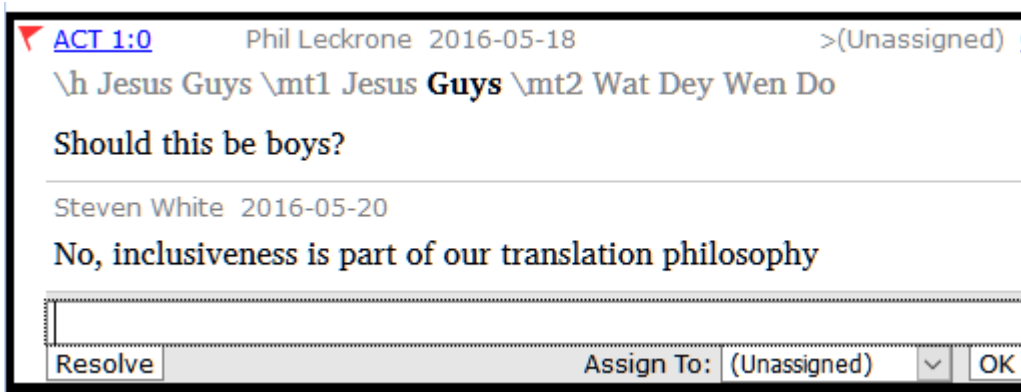 ACT 1:0 Phil Leckrone 2016-05-18 >(Unassigned)
\h Jesus Guys \mt1 Jesus Guys \mt2 Wat Dey Wen Do
Should this be boys?
Steven White 2016-05-20
No, inclusiveness is part of our translation philosophy
Resolve Assign To: (Unassigned) OK